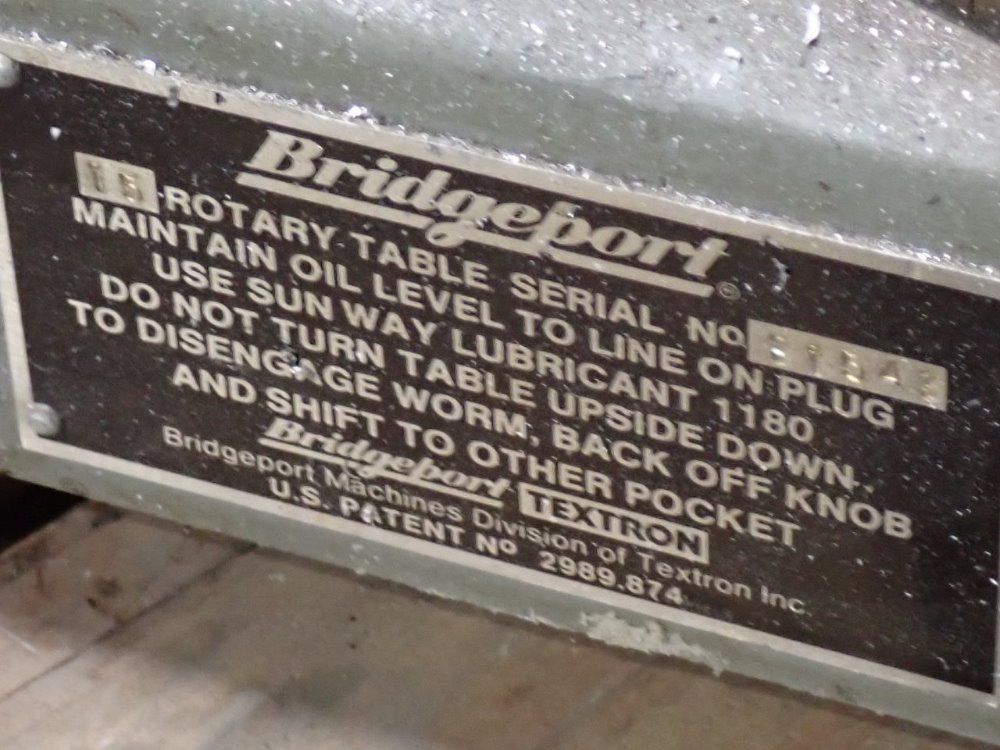 Bridgeport®
15 -ROTARY TABLE SERIAL No
MAINTAIN OIL LEVEL TO LINE ON PLUG
USE SUN WAY LUBRICANT 1180
DO NOT TURN TABLE UPSIDE DOWN.
TO DISENGAGE WORM, BACK OFF KNOB
AND SHIFT TO OTHER POCKET
Bridgeport TEXTRON
Bridgeport Machines Division of Textron Inc.
U.S. PATENT No 2989.874